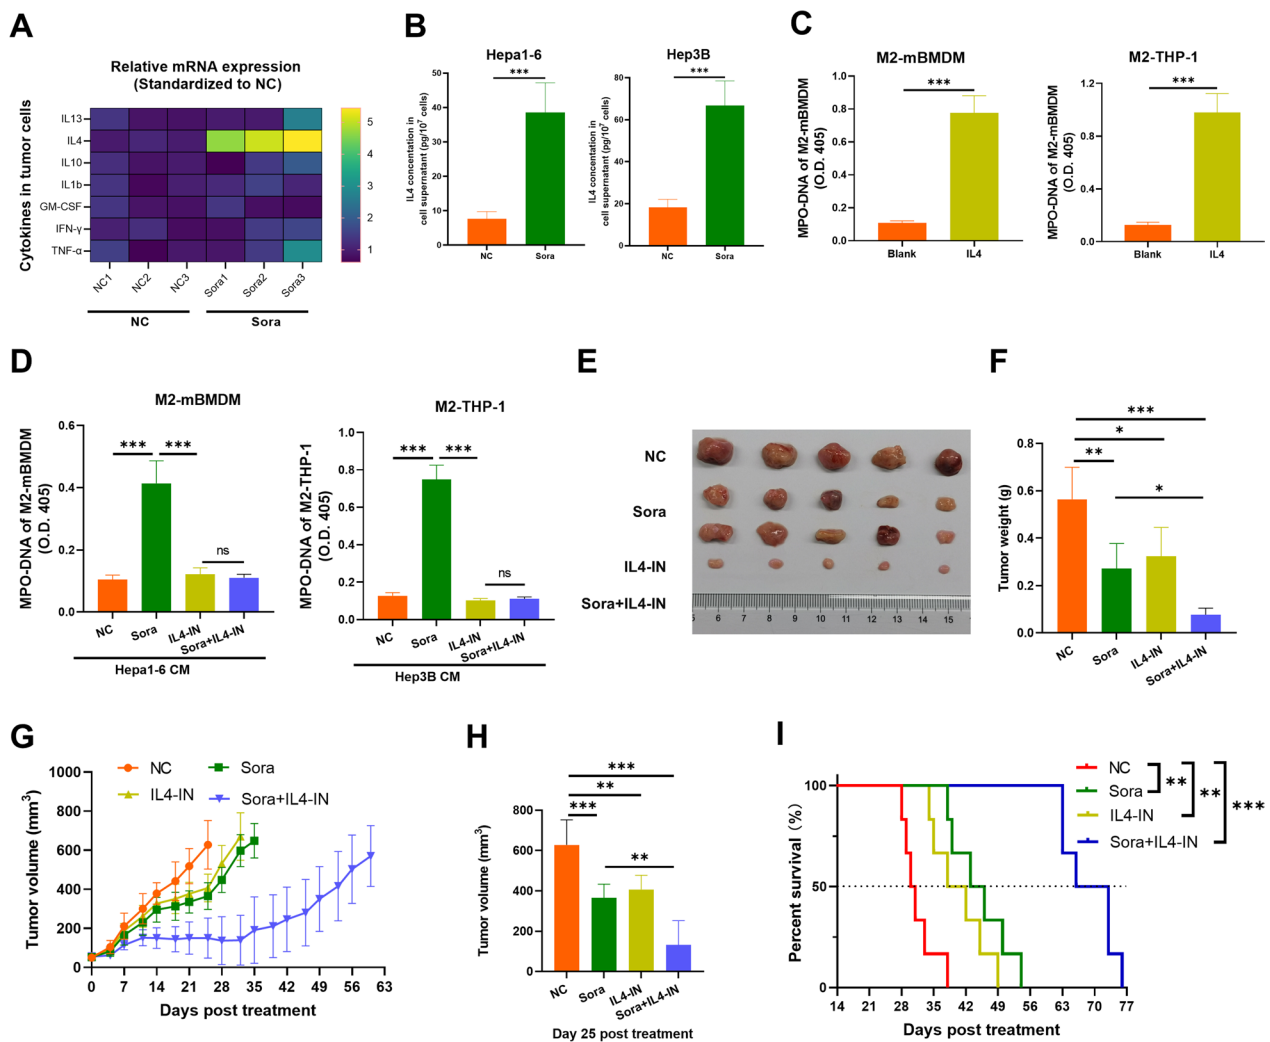 A
Relative mRNA expression
(Standardized to NC)
Cytokines in tumor cells
IL13
IL4
IL10
IL1b
GM-CSF
IFN-γ
TNF-α
NC1
NC2
NC3
Sora1
Sora2
Sora3
NC
Sora
5
4
3
2
1
B
Hepa1-6
IL4 concentration in
cell supernatant (pg/10⁷ cells)
50
40
30
20
10
0
***
NC
Sora
Hep3B
IL4 concentration in
cell supernatant (pg/10⁷ cells)
80
60
40
20
0
***
NC
Sora
C
M2-mBMDM
MPO-DNA of M2-mBMDM
(O.D. 405)
1.0
0.8
0.6
0.4
0.2
0.0
***
Blank
IL4
M2-THP-1
MPO-DNA of M2-mBMDM
(O.D. 405)
1.2
0.8
0.4
0.0
***
Blank
IL4
D
M2-mBMDM
MPO-DNA of M2-mBMDM
(O.D. 405)
0.6
0.4
0.2
0.0
***
***
ns
NC
Sora
IL4-IN
Sora+IL4-IN
Hepa1-6 CM
M2-THP-1
MPO-DNA of M2-THP-1
(O.D. 405)
1.0
0.8
0.6
0.4
0.2
0.0
***
***
ns
NC
Sora
IL4-IN
Sora+IL4-IN
Hep3B CM
E
NC
Sora
IL4-IN
Sora+IL4-IN
5 6 7 8 9 10 11 12 13 14 15
F
Tumor weight (g)
0.8
0.6
0.4
0.2
0.0
***
*
**
*
NC
Sora
IL4-IN
Sora+IL4-IN
G
NC
Sora
IL4-IN
Sora+IL4-IN
Tumor volume (mm³)
1000
800
600
400
200
0
0 7 14 21 28 35 42 49 56 63
Days post treatment
H
Tumor volume (mm³)
800
600
400
200
0
***
**
***
**
NC
Sora
IL4-IN
Sora+IL4-IN
Day 25 post treatment
I
NC
Sora
IL4-IN
Sora+IL4-IN
**
**
***
Percent survival (%)
100
50
0
14 21 28 35 42 49 56 63 70 77
Days post treatment